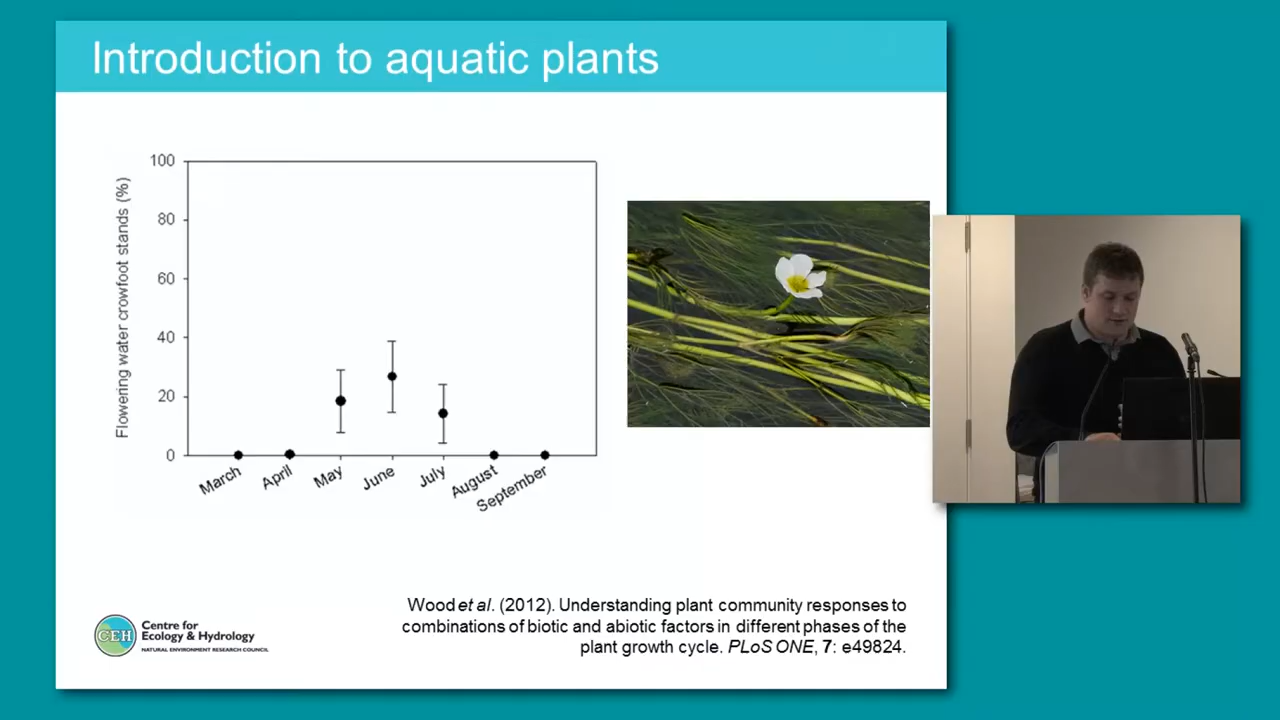 Introduction to aquatic plants
Flowering water crowfoot stands (%)
100
80
60
40
20
0
March
April
May
June
July
August
September
Wood et al. (2012). Understanding plant community responses to
combinations of biotic and abiotic factors in different phases of the
plant growth cycle. PLoS ONE, 7: e49824.
CEH
Centre for
Ecology & Hydrology
NATURAL ENVIRONMENT RESEARCH COUNCIL